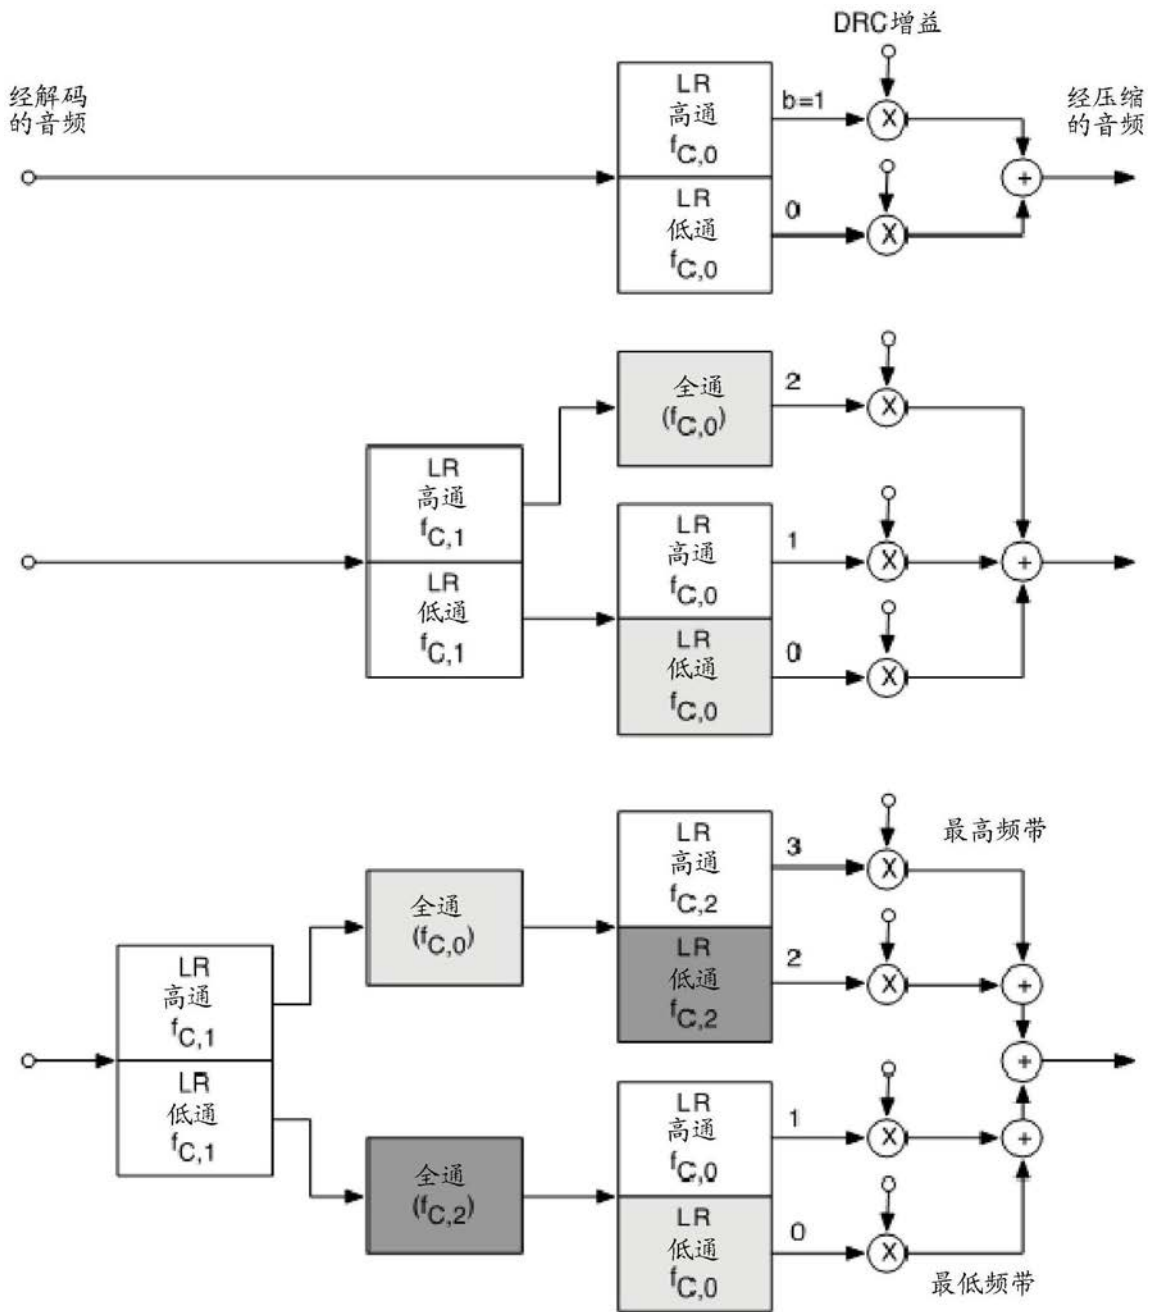 DRC增益
经解码
的音频
LR
高通
fC,0
b=1
经压缩
的音频
X
+
LR
低通
fC,0
0
X
全通
(fC,0)
2
X
LR
高通
fC,1
LR
低通
fC,1
LR
高通
fC,0
1
X
+
LR
低通
fC,0
0
X
LR
高通
fC,2
3
X
最高频带
全通
(fC,0)
LR
低通
fC,2
2
X
+
LR
高通
fC,1
LR
低通
fC,1
+
LR
高通
fC,0
1
X
+
全通
(fC,2)
LR
低通
fC,0
0
X
最低频带